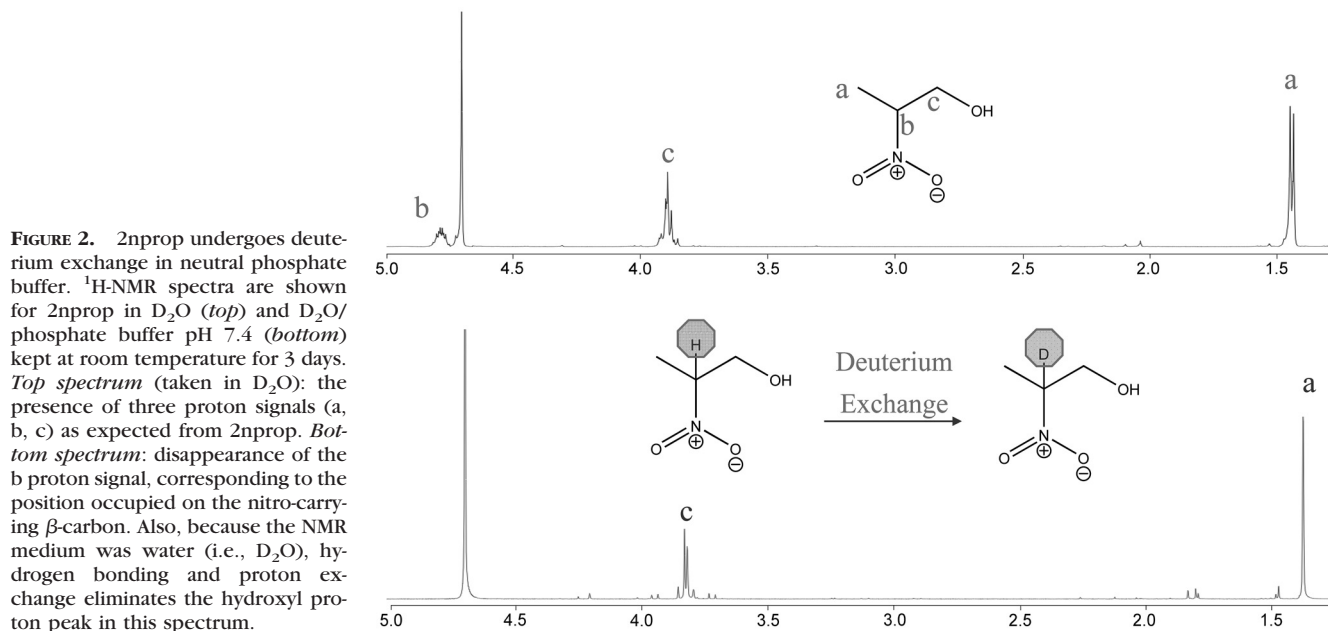 FIGURE 2. 2nprop undergoes deute-
rium exchange in neutral phosphate
buffer. ¹H-NMR spectra are shown
for 2nprop in D₂O (top) and D₂O/
phosphate buffer pH 7.4 (bottom)
kept at room temperature for 3 days.
Top spectrum (taken in D₂O): the
presence of three proton signals (a,
b, c) as expected from 2nprop. Bot-
tom spectrum: disappearance of the
b proton signal, corresponding to the
position occupied on the nitro-carry-
ing β-carbon. Also, because the NMR
medium was water (i.e., D₂O), hy-
drogen bonding and proton ex-
change eliminates the hydroxyl pro-
ton peak in this spectrum.
b
c
a
a
c
OH
b
N
⊕
O
O
⊖
5.0 4.5 4.0 3.5 3.0 2.5 2.0 1.5
H
OH
N
⊕
O
O
⊖
Deuterium
Exchange
D
OH
N
⊕
O
O
⊖
c
a
5.0 4.5 4.0 3.5 3.0 2.5 2.0 1.5